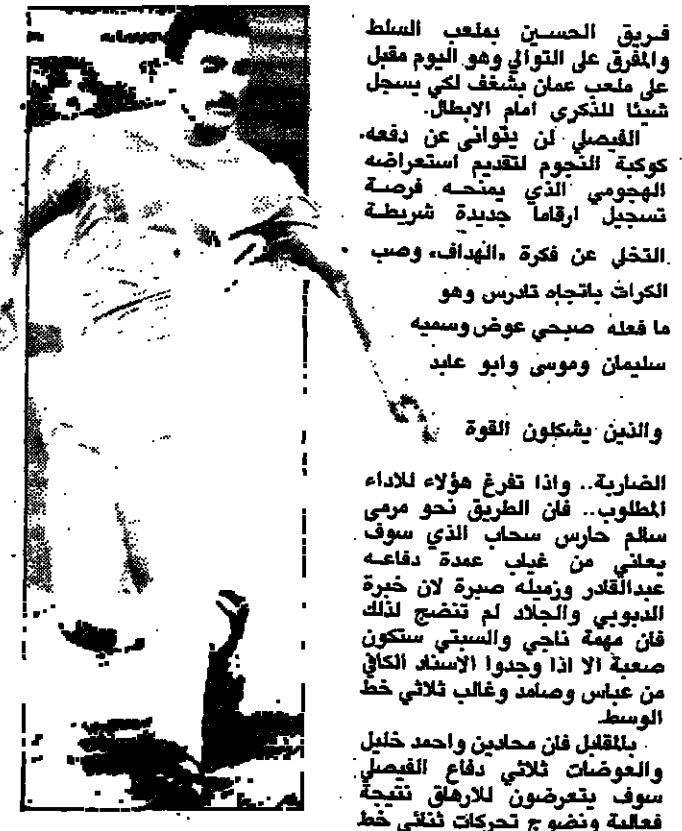 فريق الحسين بملعب السلط
والمفرق على التوالي وهو اليوم مقبل
على ملعب عمان بشغف لكي يسجل
شيئا للذكرى امام الابطال.
الفيصلي لن يتوانى عن دفعه.
كوكبة النجوم لتقديم استعراضه
الهجومي الذي يمنحه فرصة
تسجيل ارقاما جديدة شريطة
التخلي عن فكرة «الهداف» وصب
الكرات باتجاه تادرس وهو
ما فعله صبحي عوض وسميه
سليمان وموسى وابو عابد
والذين يشكلون القوة
الضاربة.. واذا تفرغ هؤلاء للاداء
المطلوب.. فان الطريق نحو مرمى
سالم حارس سحاب الذي سوف
يعاني من غياب عمدة دفاعه
عبدالقادر وزميله صبرة لان خبرة
الدبوبي والجلاد لم تنضج لذلك
فان مهمة ناجي والسبتي ستكون
صعبة الا اذا وجدوا الاسناد الكافي
من عباس وصامد وغالب ثلاثي خط
الوسط.
بالمقابل فان محادين واحمد خليل
والعوضات ثلاثي دفاع الفيصلي
سوف يتعرضون للارهاق نتيجة
فعالية ونضوج تحركات ثنائي خط